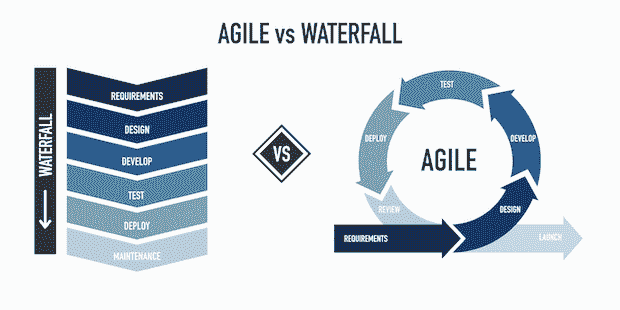 AGILE vs WATERFALL
WATERFALL
REQUIREMENTS
DESIGN
DEVELOP
TEST
DEPLOY
MAINTENANCE
VS
AGILE
REQUIREMENTS
DESIGN
DEVELOP
TEST
DEPLOY
REVIEW
LAUNCH